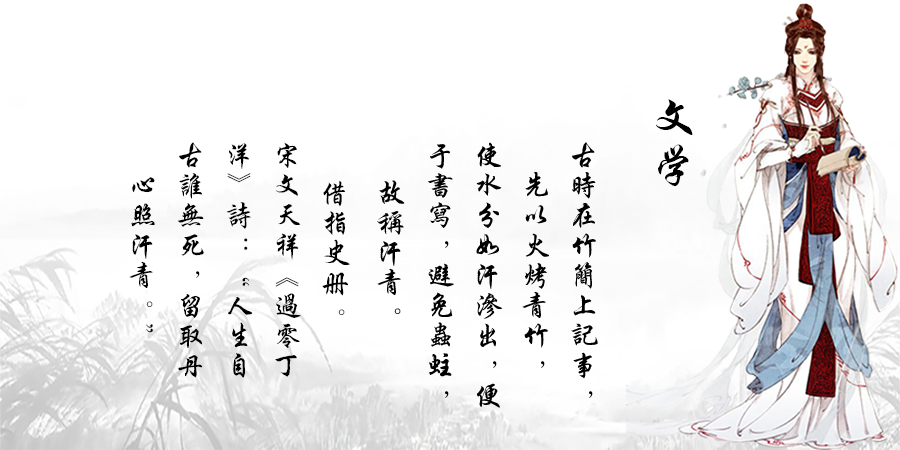 文学
古時在竹簡上記事，
先以火烤青竹，
使水分如汗滲出，便
于書寫，避免蟲蛀，
故稱汗青。
借指史册。
宋文天祥《過零丁
洋》詩：“人生自
古誰無死，留取丹
心照汗青。”